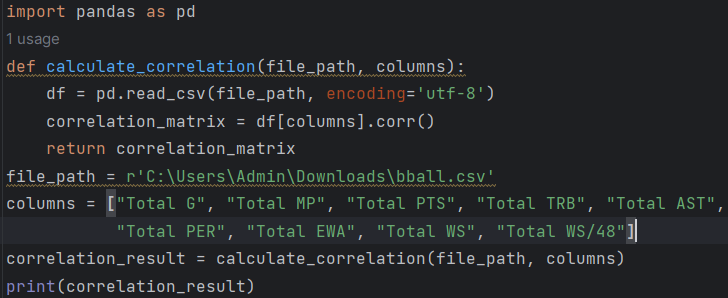 import pandas as pd
1 usage
def calculate_correlation(file_path, columns):
    df = pd.read_csv(file_path, encoding='utf-8')
    correlation_matrix = df[columns].corr()
    return correlation_matrix
file_path = r'C:\Users\Admin\Downloads\bball.csv'
columns = ["Total G", "Total MP", "Total PTS", "Total TRB", "Total AST",
           "Total PER", "Total EWA", "Total WS", "Total WS/48"]
correlation_result = calculate_correlation(file_path, columns)
print(correlation_result)